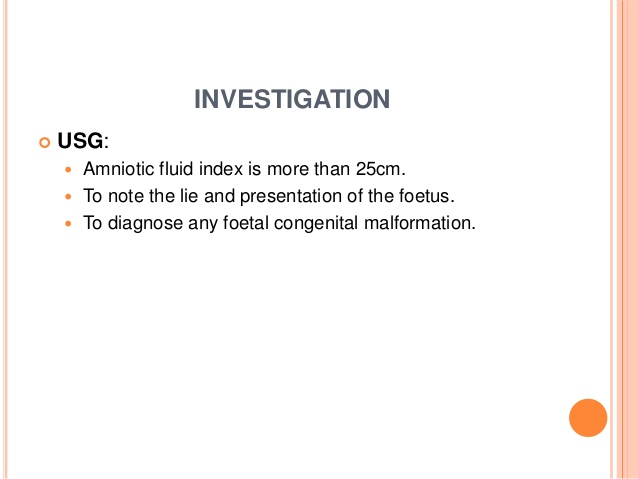 INVESTIGATION
USG:
Amniotic fluid index is more than 25cm.
To note the lie and presentation of the foetus.
To diagnose any foetal congenital malformation.